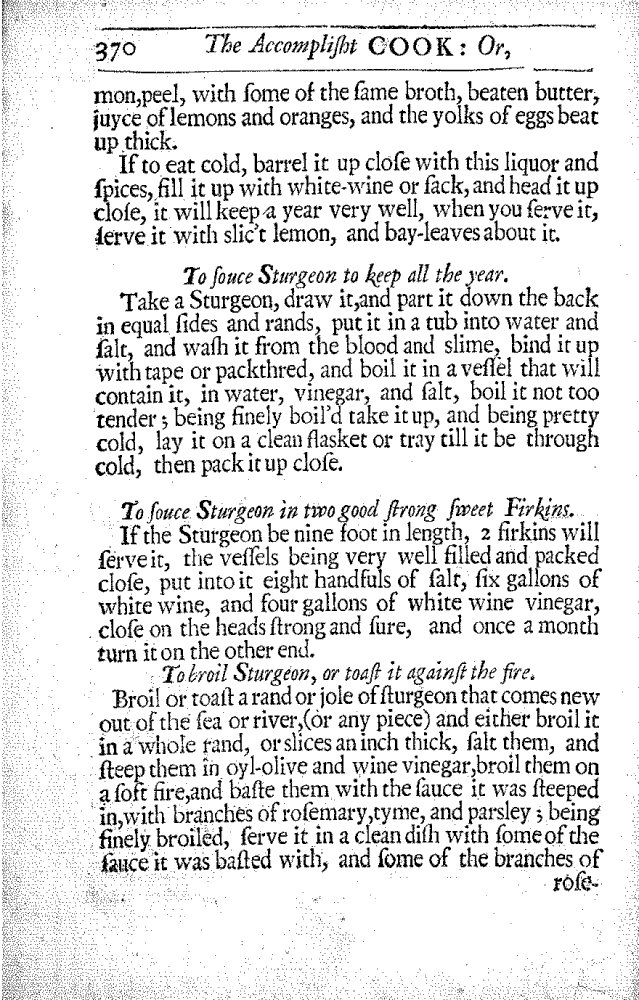 370 The Accompliſht COOK: Or,
mon,peel, with ſome of the ſame broth, beaten butter,
juyce of lemons and oranges, and the yolks of eggs beat
up thick.
If to eat cold, barrel it up cloſe with this liquor and
ſpices, fill it up with white-wine or ſack, and head it up
cloſe, it will keep a year very well, when you ſerve it,
ſerve it with ſlic't lemon, and bay-leaves about it.
To ſouce Sturgeon to keep all the year.
Take a Sturgeon, draw it,and part it down the back
in equal ſides and rands, put it in a tub into water and
ſalt, and waſh it from the blood and slime, bind it up
with tape or packthred, and boil it in a veſſel that will
contain it, in water, vinegar, and ſalt, boil it not too
tender; being finely boil'd take it up, and being pretty
cold, lay it on a clean flasket or tray till it be through
cold, then pack it up cloſe.
To ſouce Sturgeon in two good ſtrong ſweet Firkins.
If the Sturgeon be nine foot in length, 2 firkins will
ſerve it, the veſſels being very well filled and packed
cloſe, put into it eight handfuls of ſalt, ſix gallons of
white wine, and four gallons of white wine vinegar,
cloſe on the heads ſtrong and ſure, and once a month
turn it on the other end.
To broil Sturgeon, or toaſt it againſt the fire.
Broil or toaſt a rand or jole of ſturgeon that comes new
out of the ſea or river,(or any piece) and either broil it
in a whole rand, or slices an inch thick, ſalt them, and
ſteep them in oyl-olive and wine vinegar,broil them on
a ſoft fire,and baſte them with the ſauce it was ſteeped
in,with branches of roſemary,tyme, and parsley; being
finely broiled, ſerve it in a clean diſh with ſome of the
ſauce it was baſted with, and ſome of the branches of
roſe-